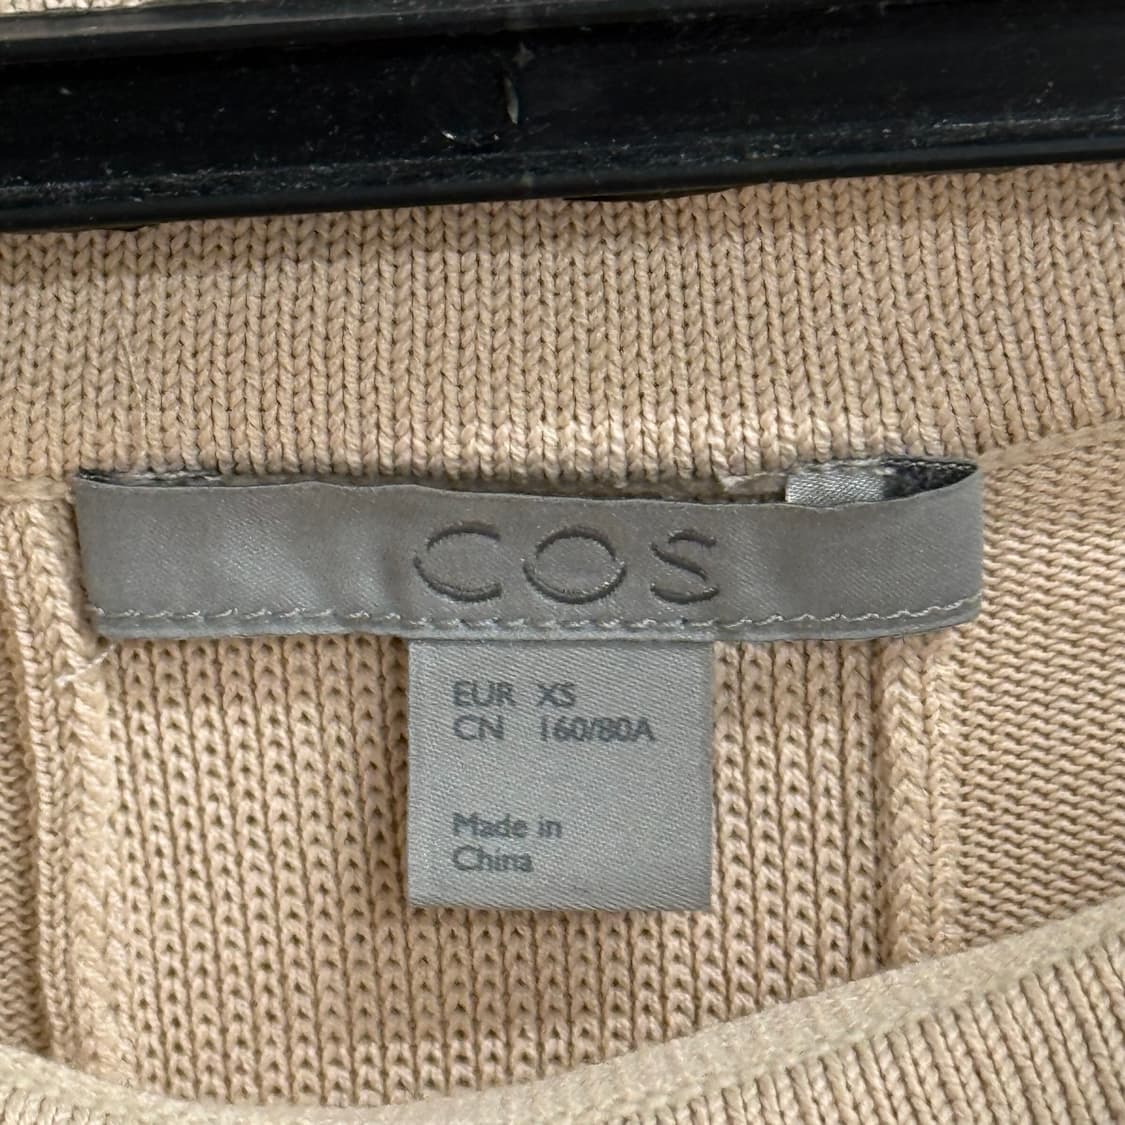 COS
EUR XS
CN 160/80A
Made in
China